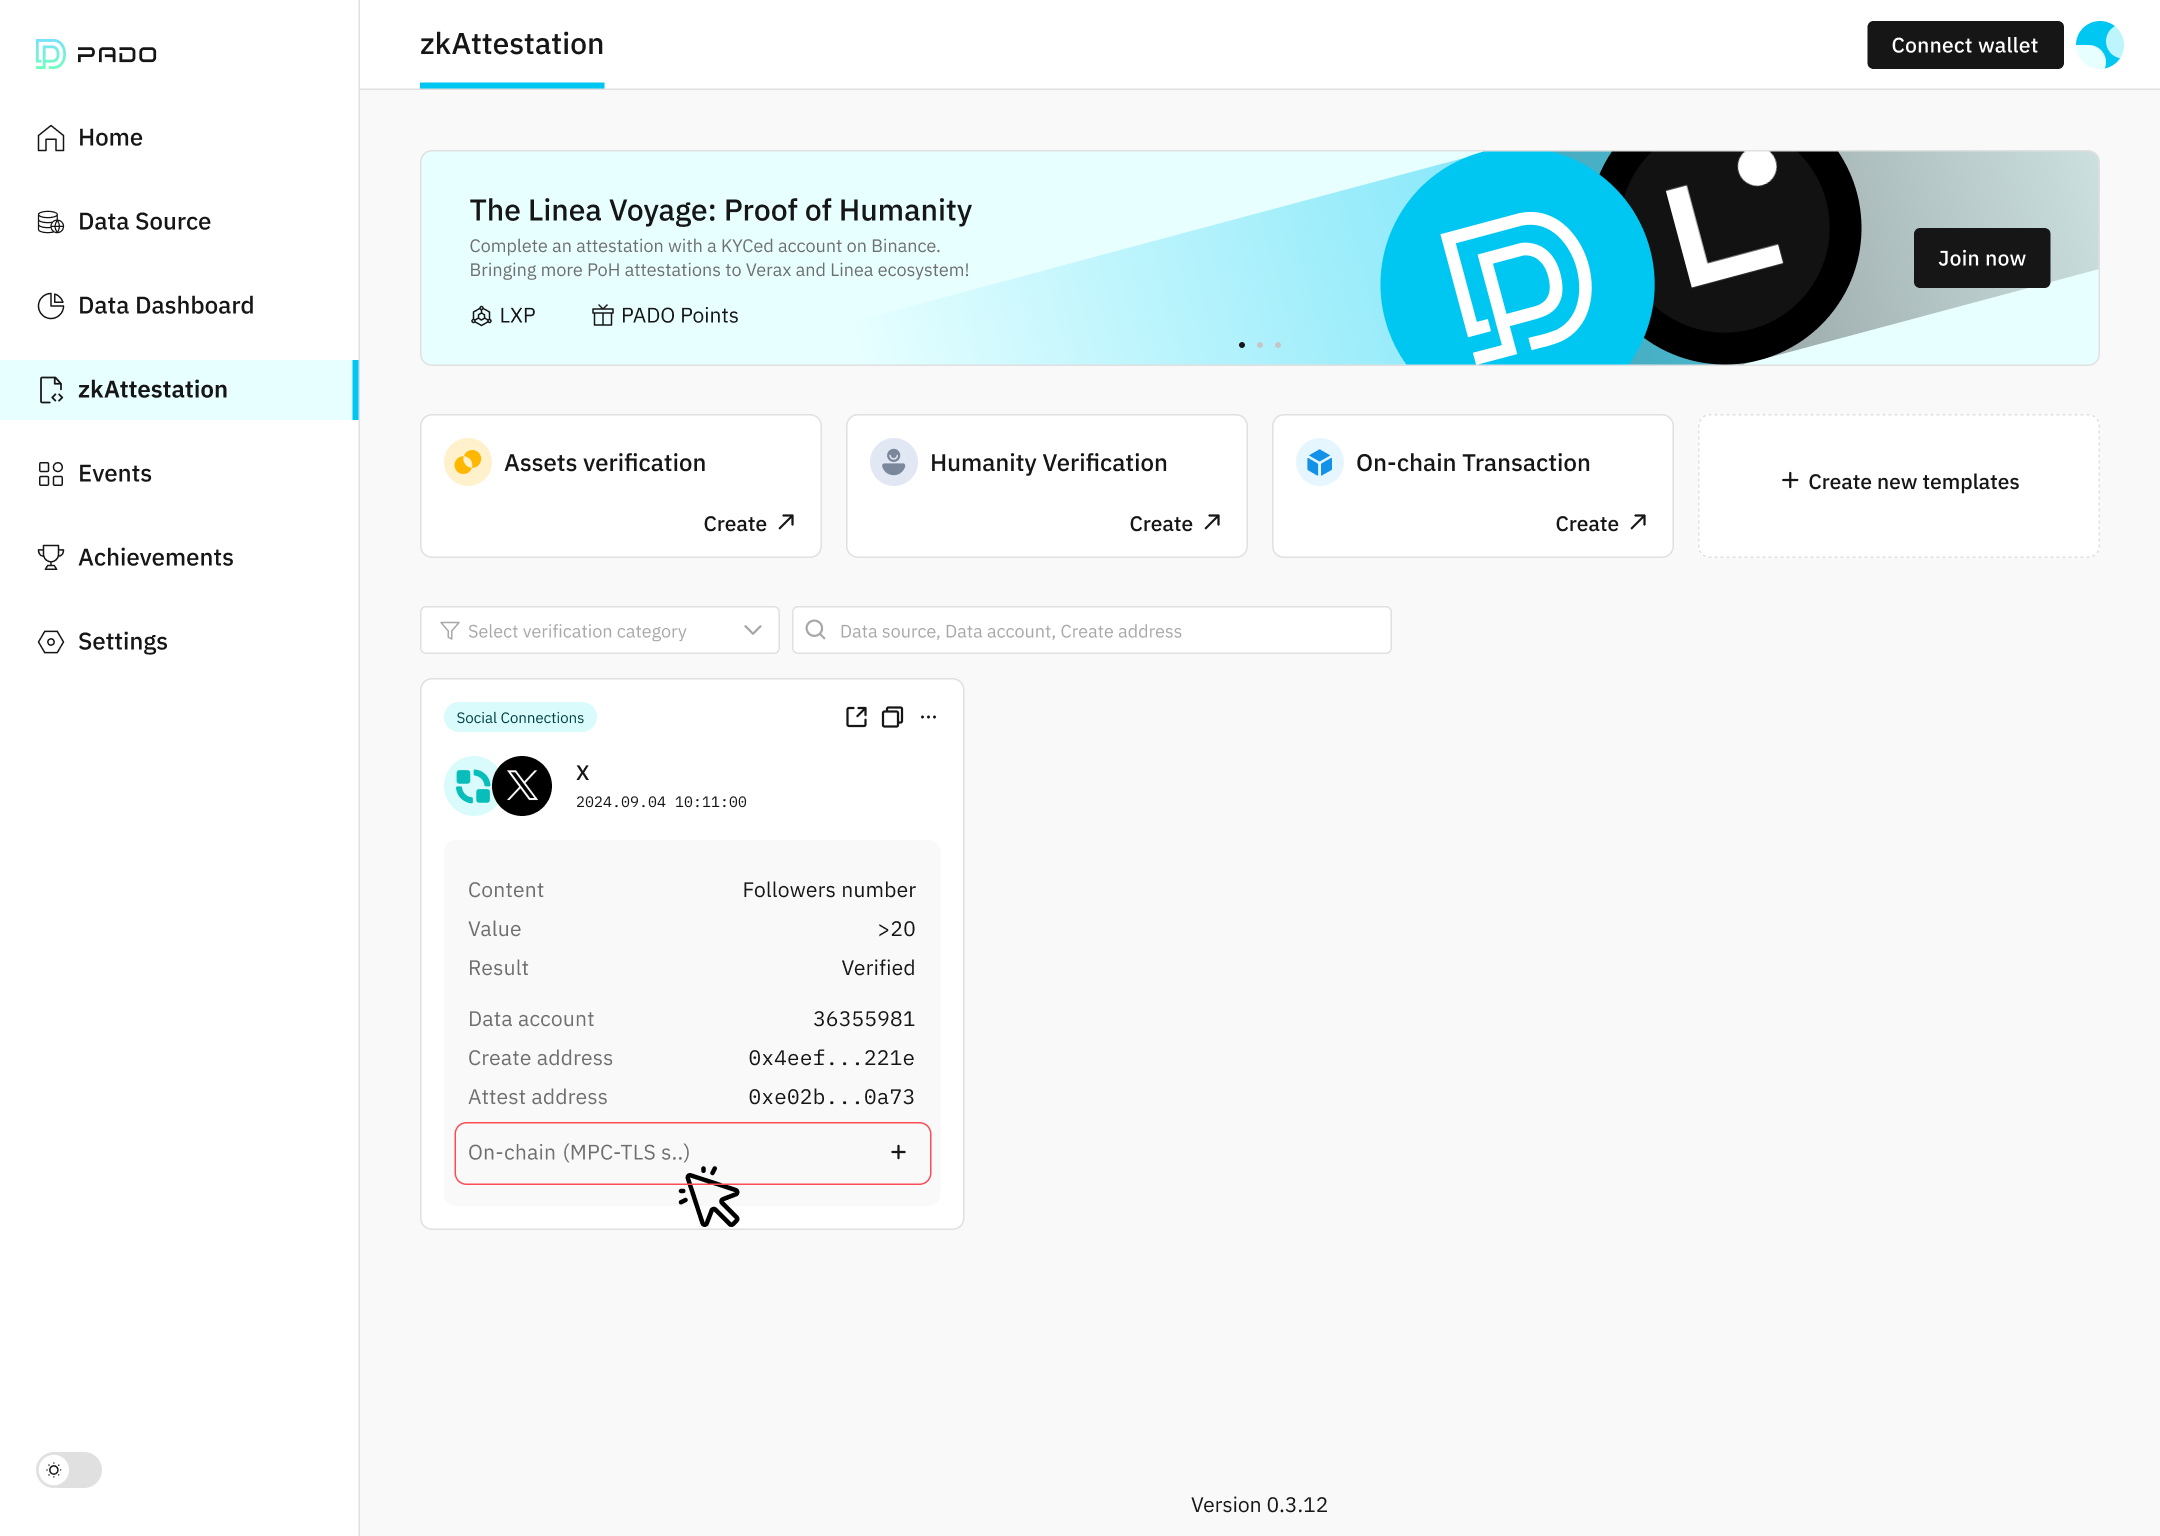 PADO
Home
Data Source
Data Dashboard
zkAttestation
Events
Achievements
Settings
zkAttestation
Connect wallet
The Linea Voyage: Proof of Humanity
Complete an attestation with a KYCed account on Binance.
Bringing more PoH attestations to Verax and Linea ecosystem!
LXP
PADO Points
Join now
Assets verification
Create
Humanity Verification
Create
On-chain Transaction
Create
+ Create new templates
Select verification category
Data source, Data account, Create address
Social Connections
X
2024.09.04 10:11:00
Content Followers number
Value >20
Result Verified
Data account 36355981
Create address 0x4eef...221e
Attest address 0xe02b...0a73
On-chain (MPC-TLS s..) +
Version 0.3.12